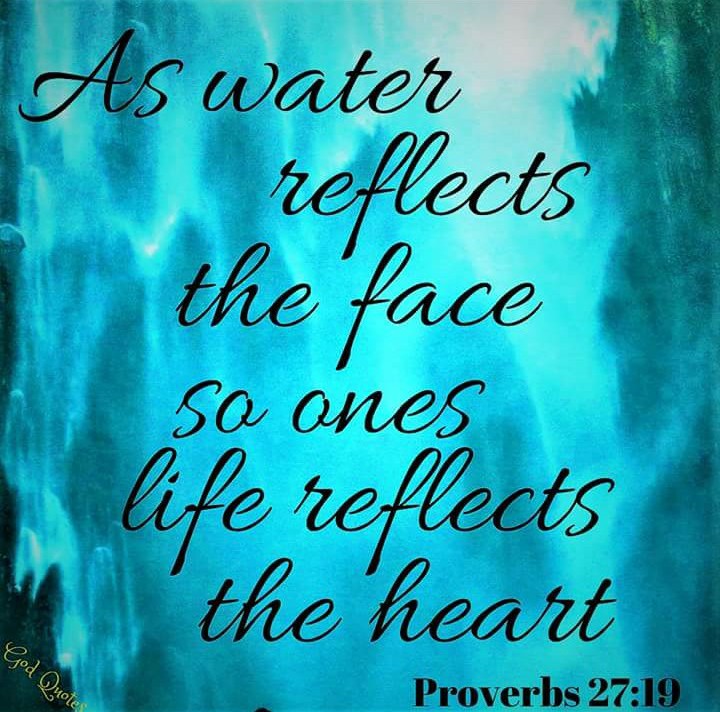 As water
reflects
the face
so ones
life reflects
the heart
Proverbs 27:19
God Quotes